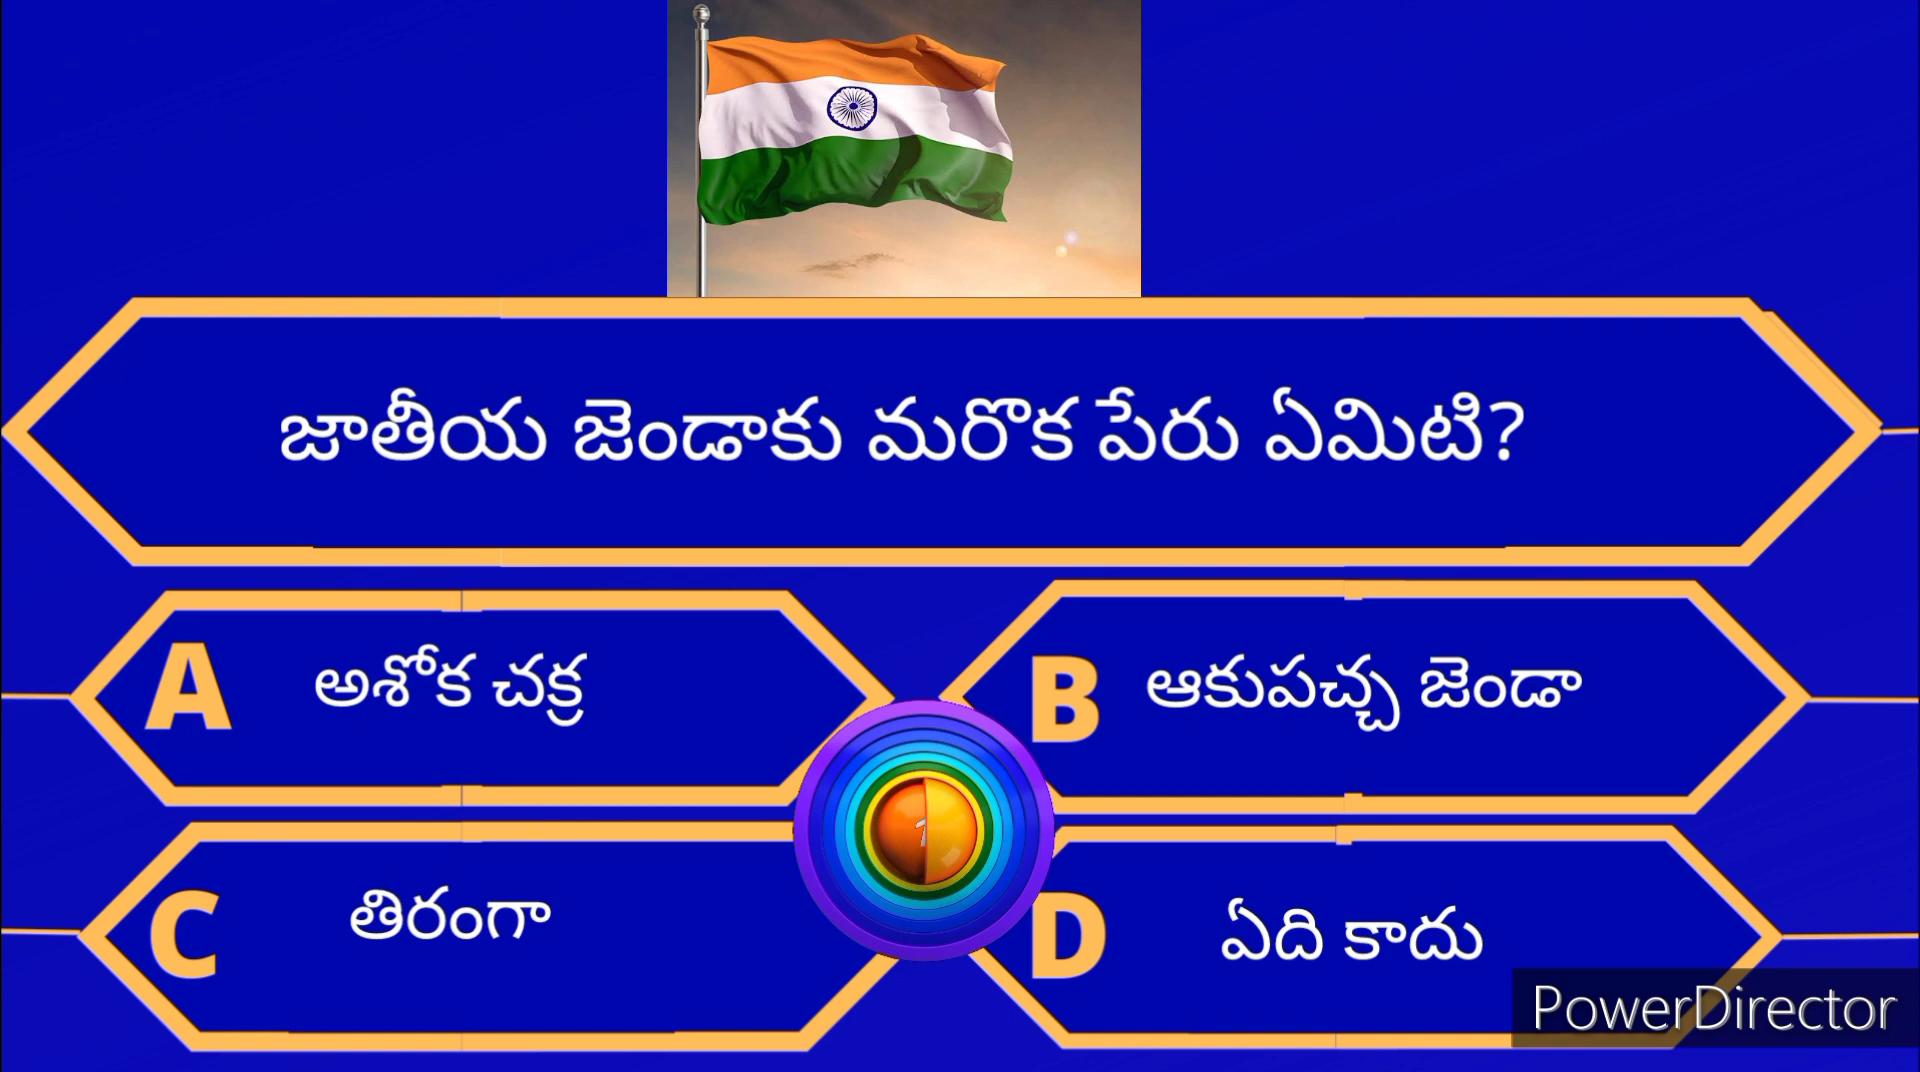 జాతీయ జెండాకు మరొక పేరు ఏమిటి?
A అశోక చక్ర
B ఆకుపచ్చ జెండా
C తిరంగా
D ఏది కాదు
PowerDirector